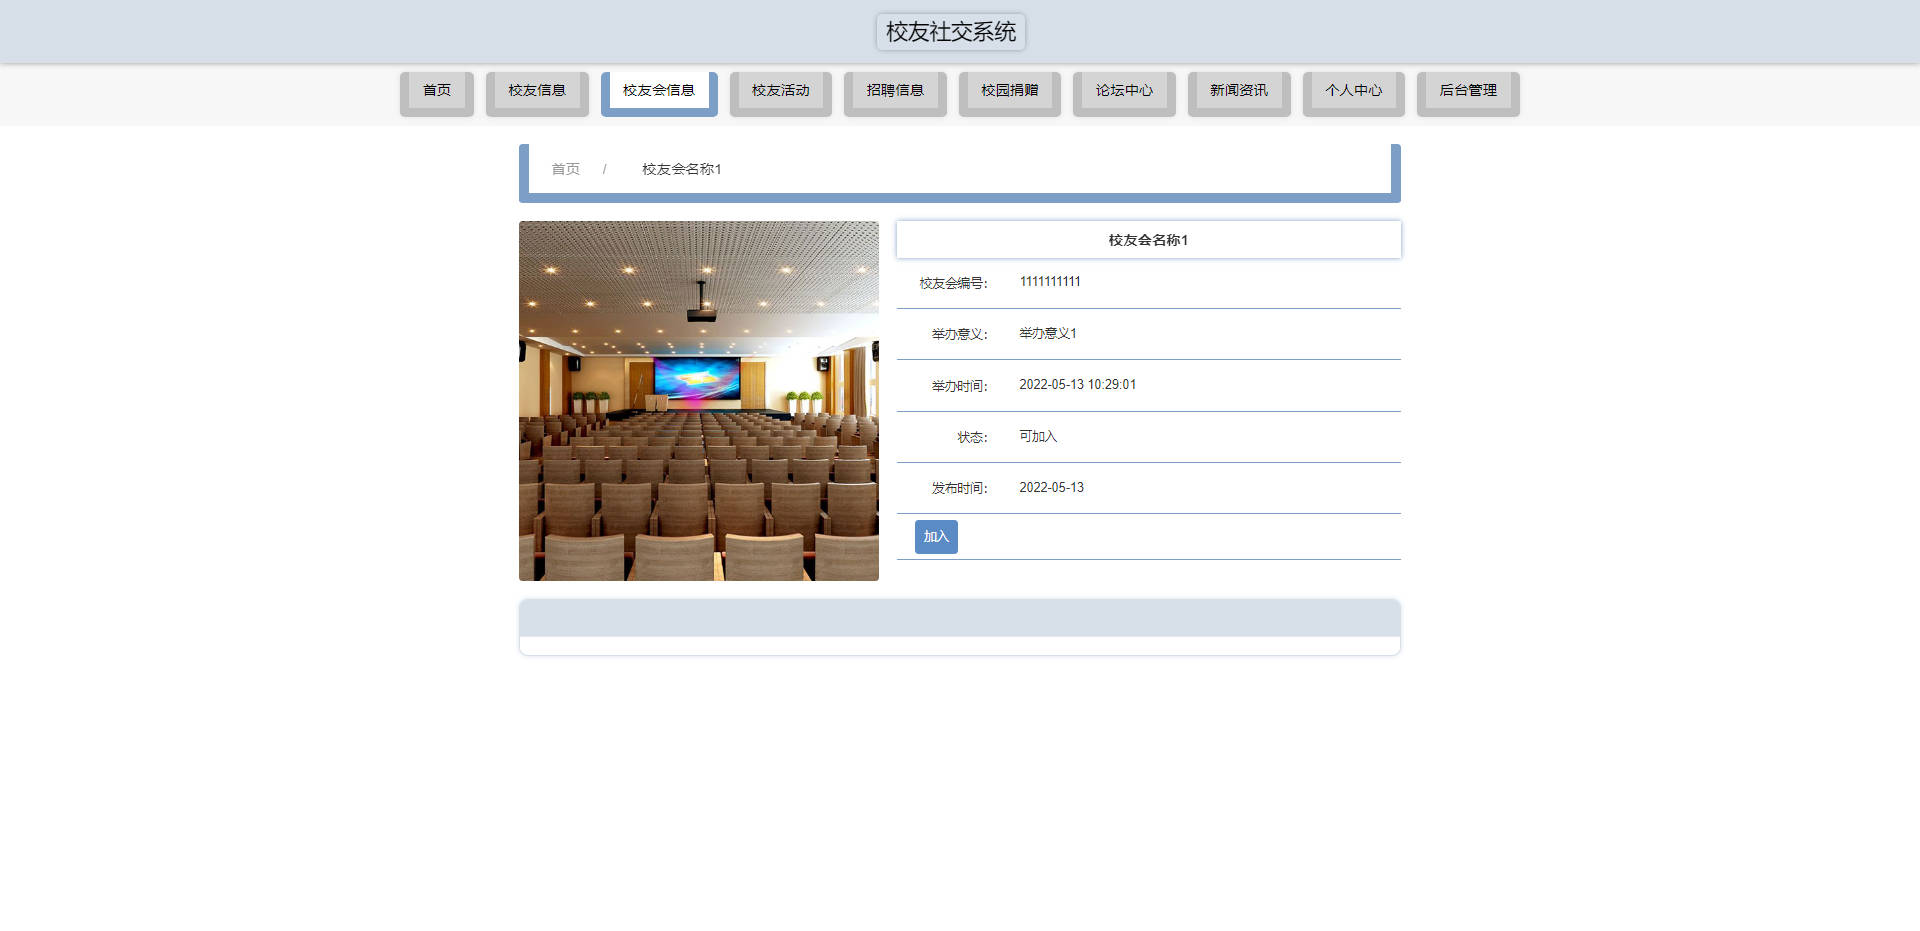 校友社交系统
首页 校友信息 校友会信息 校友活动 招聘信息 校园捐赠 论坛中心 新闻资讯 个人中心 后台管理
首页 / 校友会名称1
校友会名称1
校友会编号： 1111111111
举办意义： 举办意义1
举办时间： 2022-05-13 10:29:01
状态： 可加入
发布时间： 2022-05-13
加入